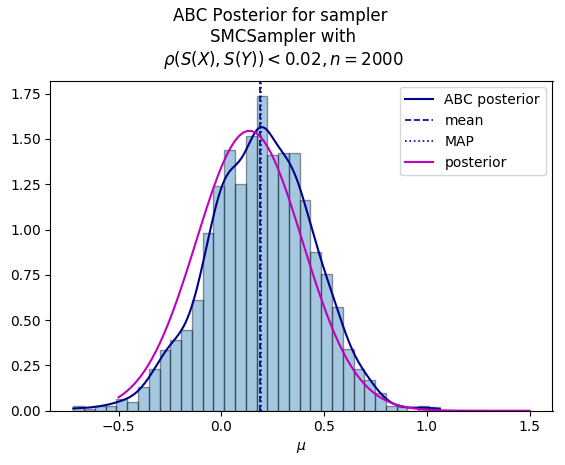 ABC Posterior for sampler
SMCSampler with
ρ(S(X), S(Y)) < 0.02, n = 2000
ABC posterior
mean
MAP
posterior
1.75
1.50
1.25
1.00
0.75
0.50
0.25
0.00
−0.5 0.0 0.5 1.0 1.5
μ